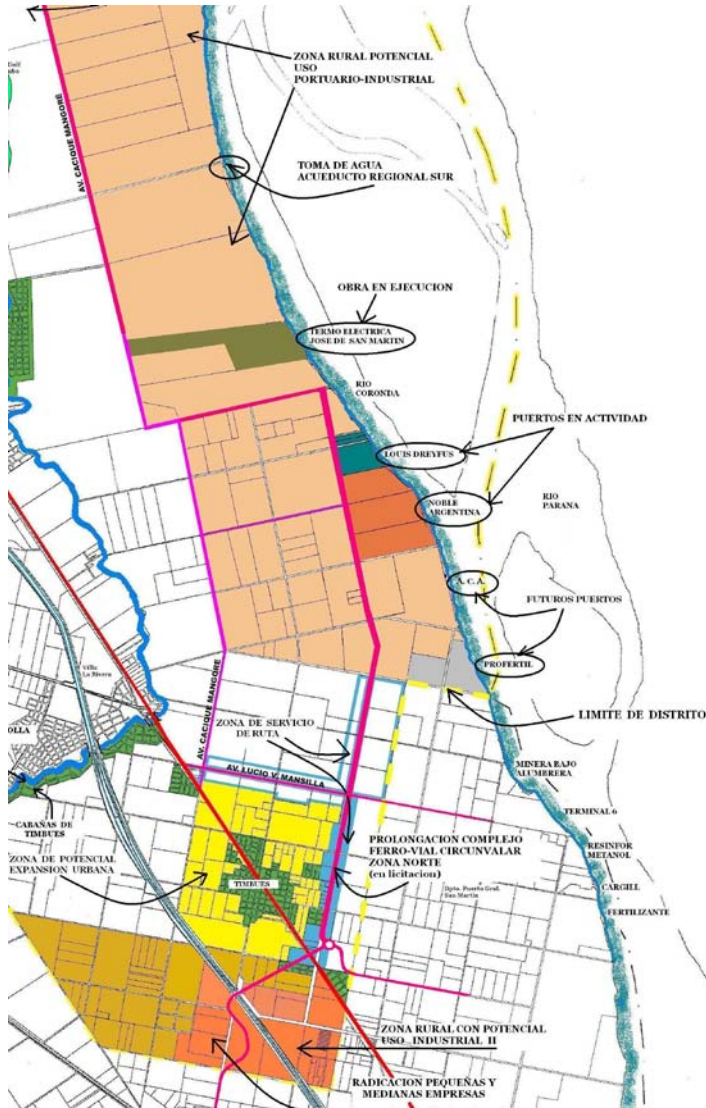 ZONA RURAL POTENCIAL
USO
PORTUARIO-INDUSTRIAL
AV. CACIQUE MANGORE
TOMA DE AGUA
ACUEDUCTO REGIONAL SUR
OBRA EN EJECUCION
TERMO ELECTRICA
JOSE DE SAN MARTIN
RIO
CORONDA
PUERTOS EN ACTIVIDAD
LOUIS DREYFUS
NOBLE
ARGENTINA
RIO
PARANA
A. C. A.
FUTUROS PUERTOS
PROFERTIL
Villa
La Rivera
OLLA
AV. CACIQUE MANGORE
ZONA DE SERVICIO
DE RUTA
LIMITE DE DISTRITO
AV. LUCIO V. MANSILLA
MINERA BAJO
ALUMBRERA
TERMINAL 6
CABAÑAS DE
TIMBUES
PROLONGACION COMPLEJO
FERRO-VIAL CIRCUNVALAR
ZONA NORTE
(en licitacion)
RESINFOR
METANOL
ZONA DE POTENCIAL
EXPANSION URBANA
TIMBUES
Dpto. Puerto Gral.
San Martin
CARGILL
FERTILIZANTE
ZONA RURAL CON POTENCIAL
USO INDUSTRIAL II
RADICACION PEQUEÑAS Y
MEDIANAS EMPRESAS